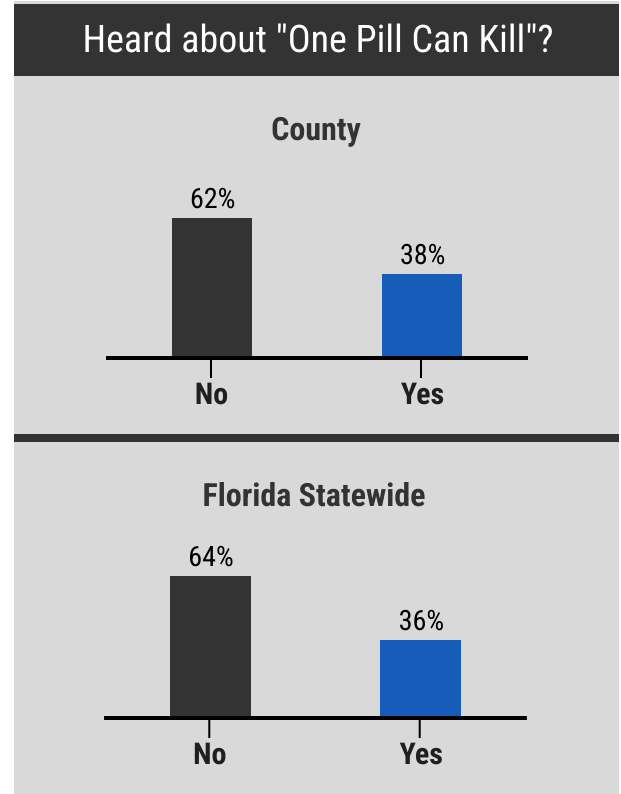 Heard about "One Pill Can Kill"?
County
62%
38%
No
Yes
Florida Statewide
64%
36%
No
Yes